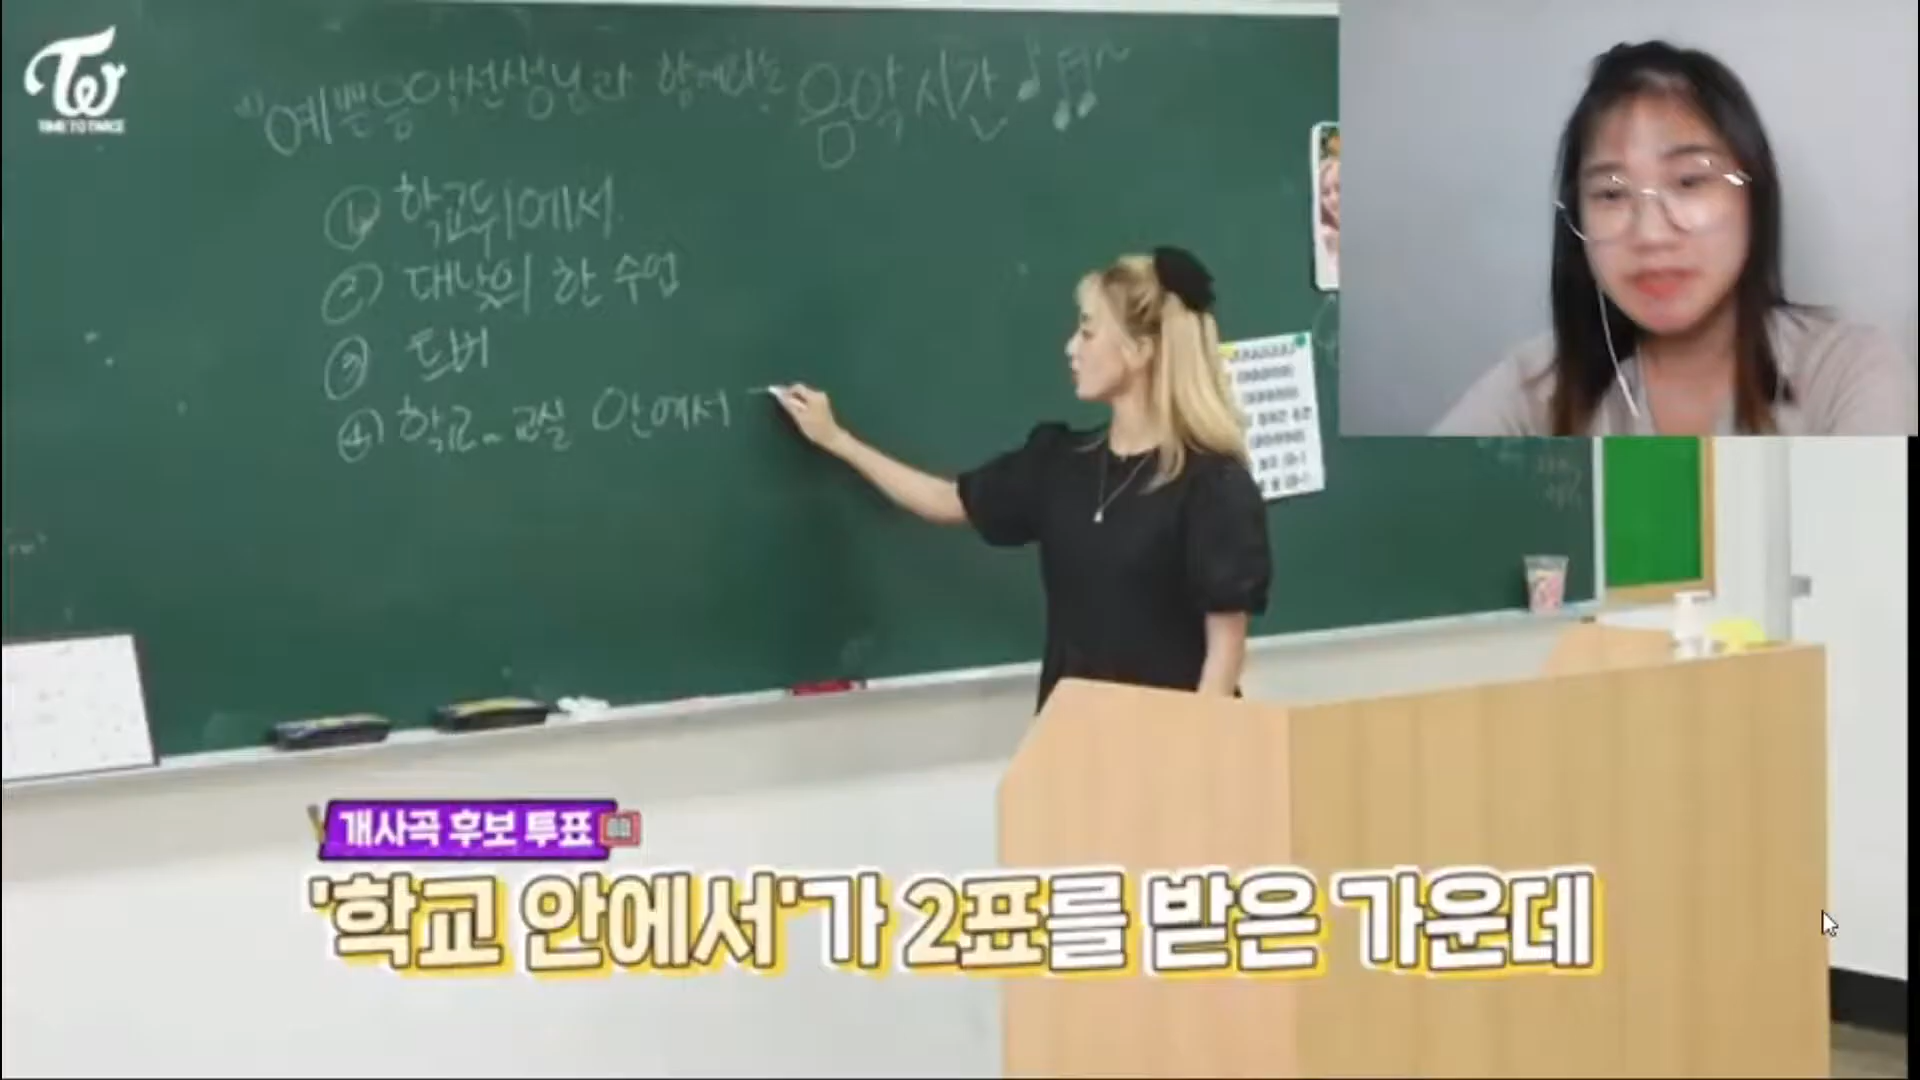 TW
TIME TO TWICE
"예쁜음악선생님과 함께하는 음악시간♪♬~
① 학교뒤에서
② 대낮의 한 수업
③ 드버
④ 학교 교실 안에서
개사곡 후보 투표
'학교 안에서'가 2표를 받은 가운데